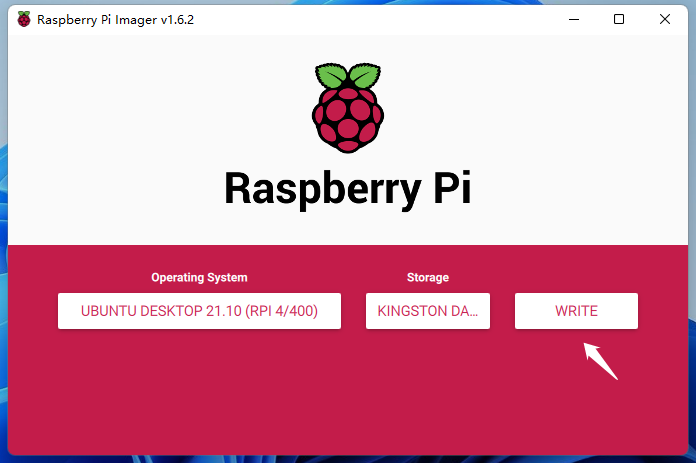 Raspberry Pi Imager v1.6.2
Raspberry Pi
Operating System
Storage
UBUNTU DESKTOP 21.10 (RPI 4/400)
KINGSTON DA...
WRITE